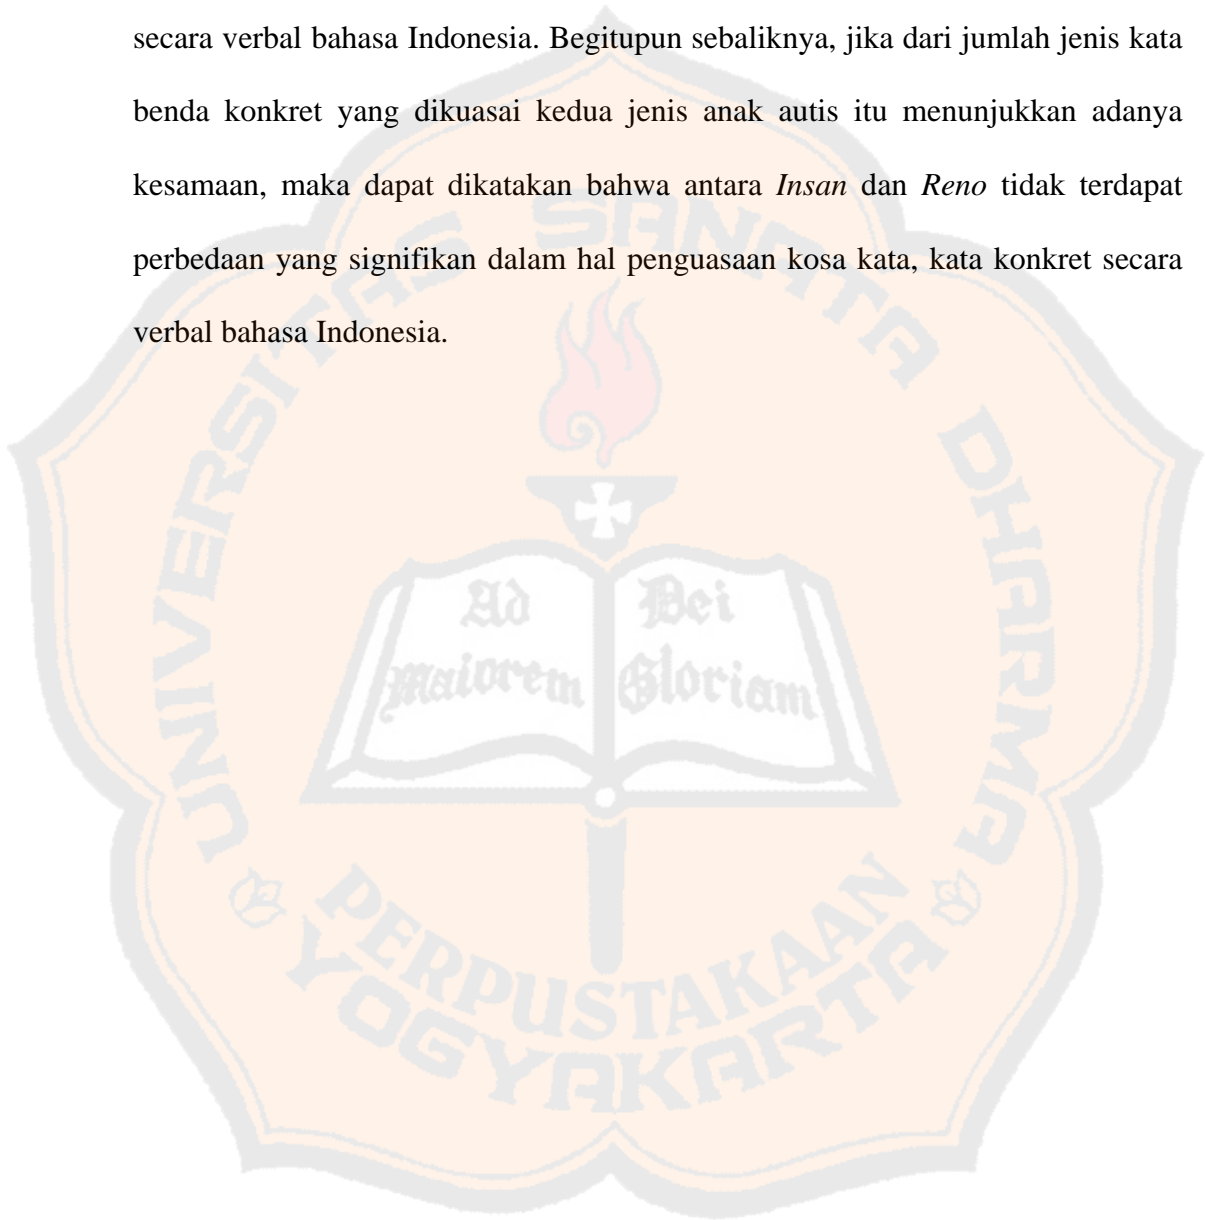 secara verbal bahasa Indonesia. Begitupun sebaliknya, jika dari jumlah jenis kata
benda konkret yang dikuasai kedua jenis anak autis itu menunjukkan adanya
kesamaan, maka dapat dikatakan bahwa antara Insan dan Reno tidak terdapat
perbedaan yang signifikan dalam hal penguasaan kosa kata, kata konkret secara
verbal bahasa Indonesia.
UNIVERSITAS SANATA DHARMA
Ad Dei
maiorem Gloriam
PERPUSTAKAAN
YOGYAKARTA